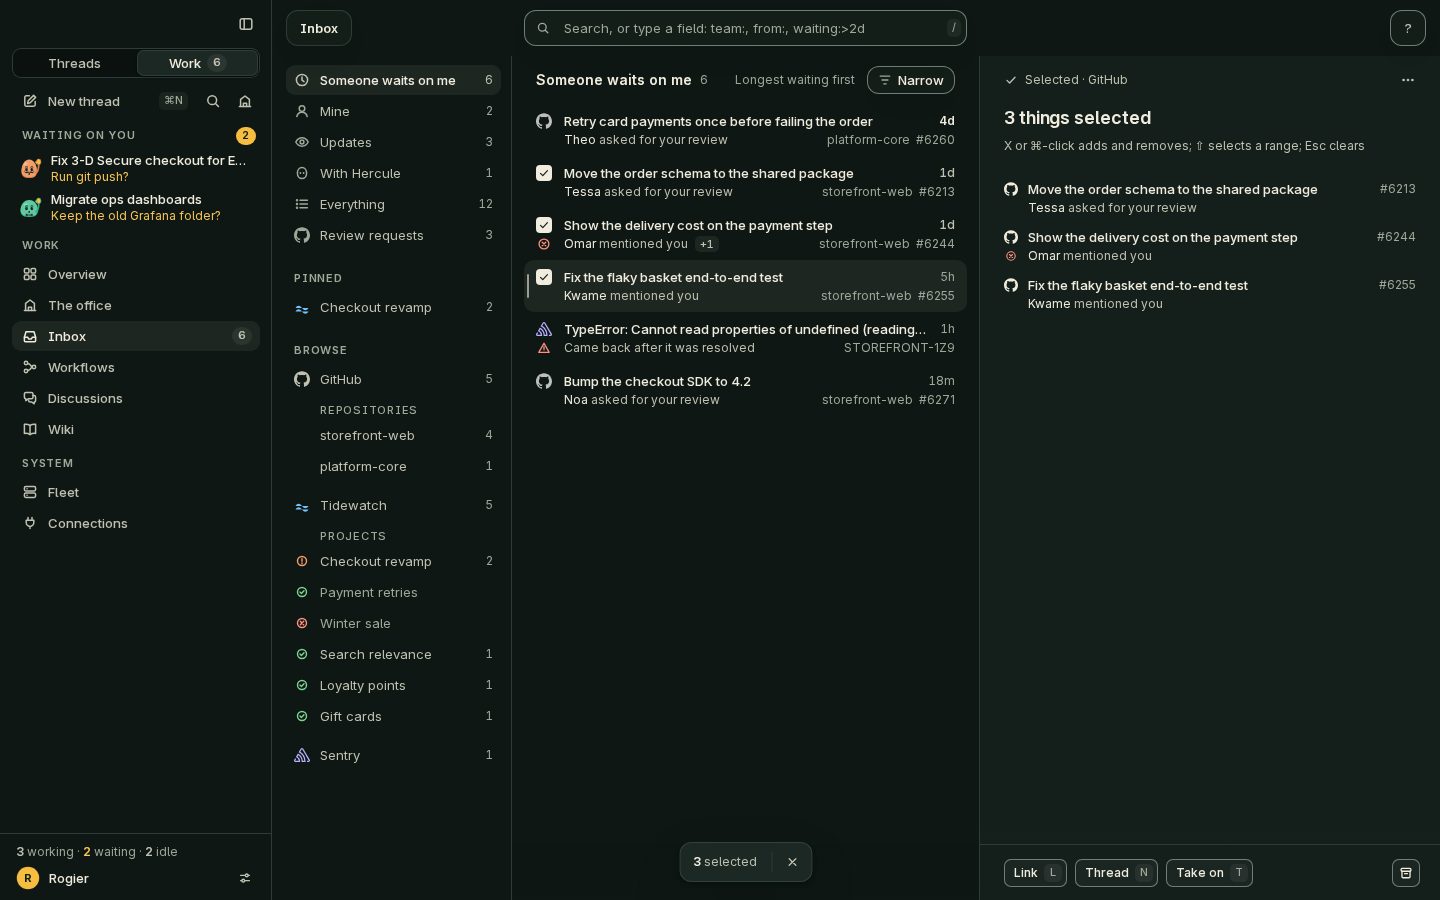 Threads
Work 6
New thread ⌘N
WAITING ON YOU 2
Fix 3-D Secure checkout for E…
Run git push?
Migrate ops dashboards
Keep the old Grafana folder?
WORK
Overview
The office
Inbox 6
Workflows
Discussions
Wiki
SYSTEM
Fleet
Connections
3 working · 2 waiting · 2 idle
R Rogier
Inbox
Someone waits on me 6
Mine 2
Updates 3
With Hercule 1
Everything 12
Review requests 3
PINNED
Checkout revamp 2
BROWSE
GitHub 5
REPOSITORIES
storefront-web 4
platform-core 1
Tidewatch 5
PROJECTS
Checkout revamp 2
Payment retries
Winter sale
Search relevance 1
Loyalty points 1
Gift cards 1
Sentry 1
Search, or type a field: team:, from:, waiting:>2d /
?
Someone waits on me 6 Longest waiting first Narrow
Retry card payments once before failing the order 4d
Theo asked for your review platform-core #6260
Move the order schema to the shared package 1d
Tessa asked for your review storefront-web #6213
Show the delivery cost on the payment step 1d
Omar mentioned you +1 storefront-web #6244
Fix the flaky basket end-to-end test 5h
Kwame mentioned you storefront-web #6255
TypeError: Cannot read properties of undefined (reading… 1h
Came back after it was resolved STOREFRONT-1Z9
Bump the checkout SDK to 4.2 18m
Noa asked for your review storefront-web #6271
3 selected
Selected · GitHub
3 things selected
X or ⌘-click adds and removes; ⇧ selects a range; Esc clears
Move the order schema to the shared package #6213
Tessa asked for your review
Show the delivery cost on the payment step #6244
Omar mentioned you
Fix the flaky basket end-to-end test #6255
Kwame mentioned you
Link L Thread N Take on T